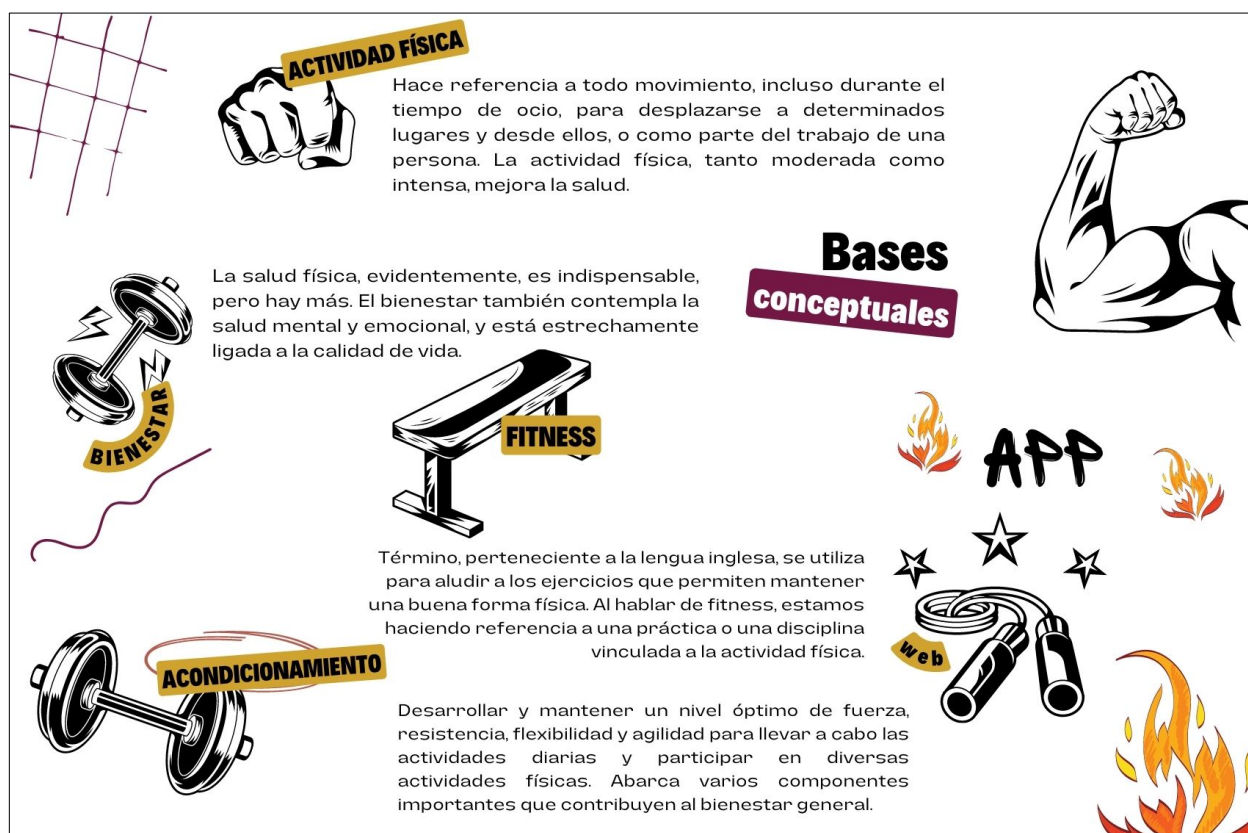 ACTIVIDAD FÍSICA
Hace referencia a todo movimiento, incluso durante el
tiempo de ocio, para desplazarse a determinados
lugares y desde ellos, o como parte del trabajo de una
persona. La actividad física, tanto moderada como
intensa, mejora la salud.
Bases
conceptuales
La salud física, evidentemente, es indispensable,
pero hay más. El bienestar también contempla la
salud mental y emocional, y está estrechamente
ligada a la calidad de vida.
BIENESTAR
FITNESS
APP
Término, perteneciente a la lengua inglesa, se utiliza
para aludir a los ejercicios que permiten mantener
una buena forma física. Al hablar de fitness, estamos
haciendo referencia a una práctica o una disciplina
vinculada a la actividad física.
web
ACONDICIONAMIENTO
Desarrollar y mantener un nivel óptimo de fuerza,
resistencia, flexibilidad y agilidad para llevar a cabo las
actividades diarias y participar en diversas
actividades físicas. Abarca varios componentes
importantes que contribuyen al bienestar general.